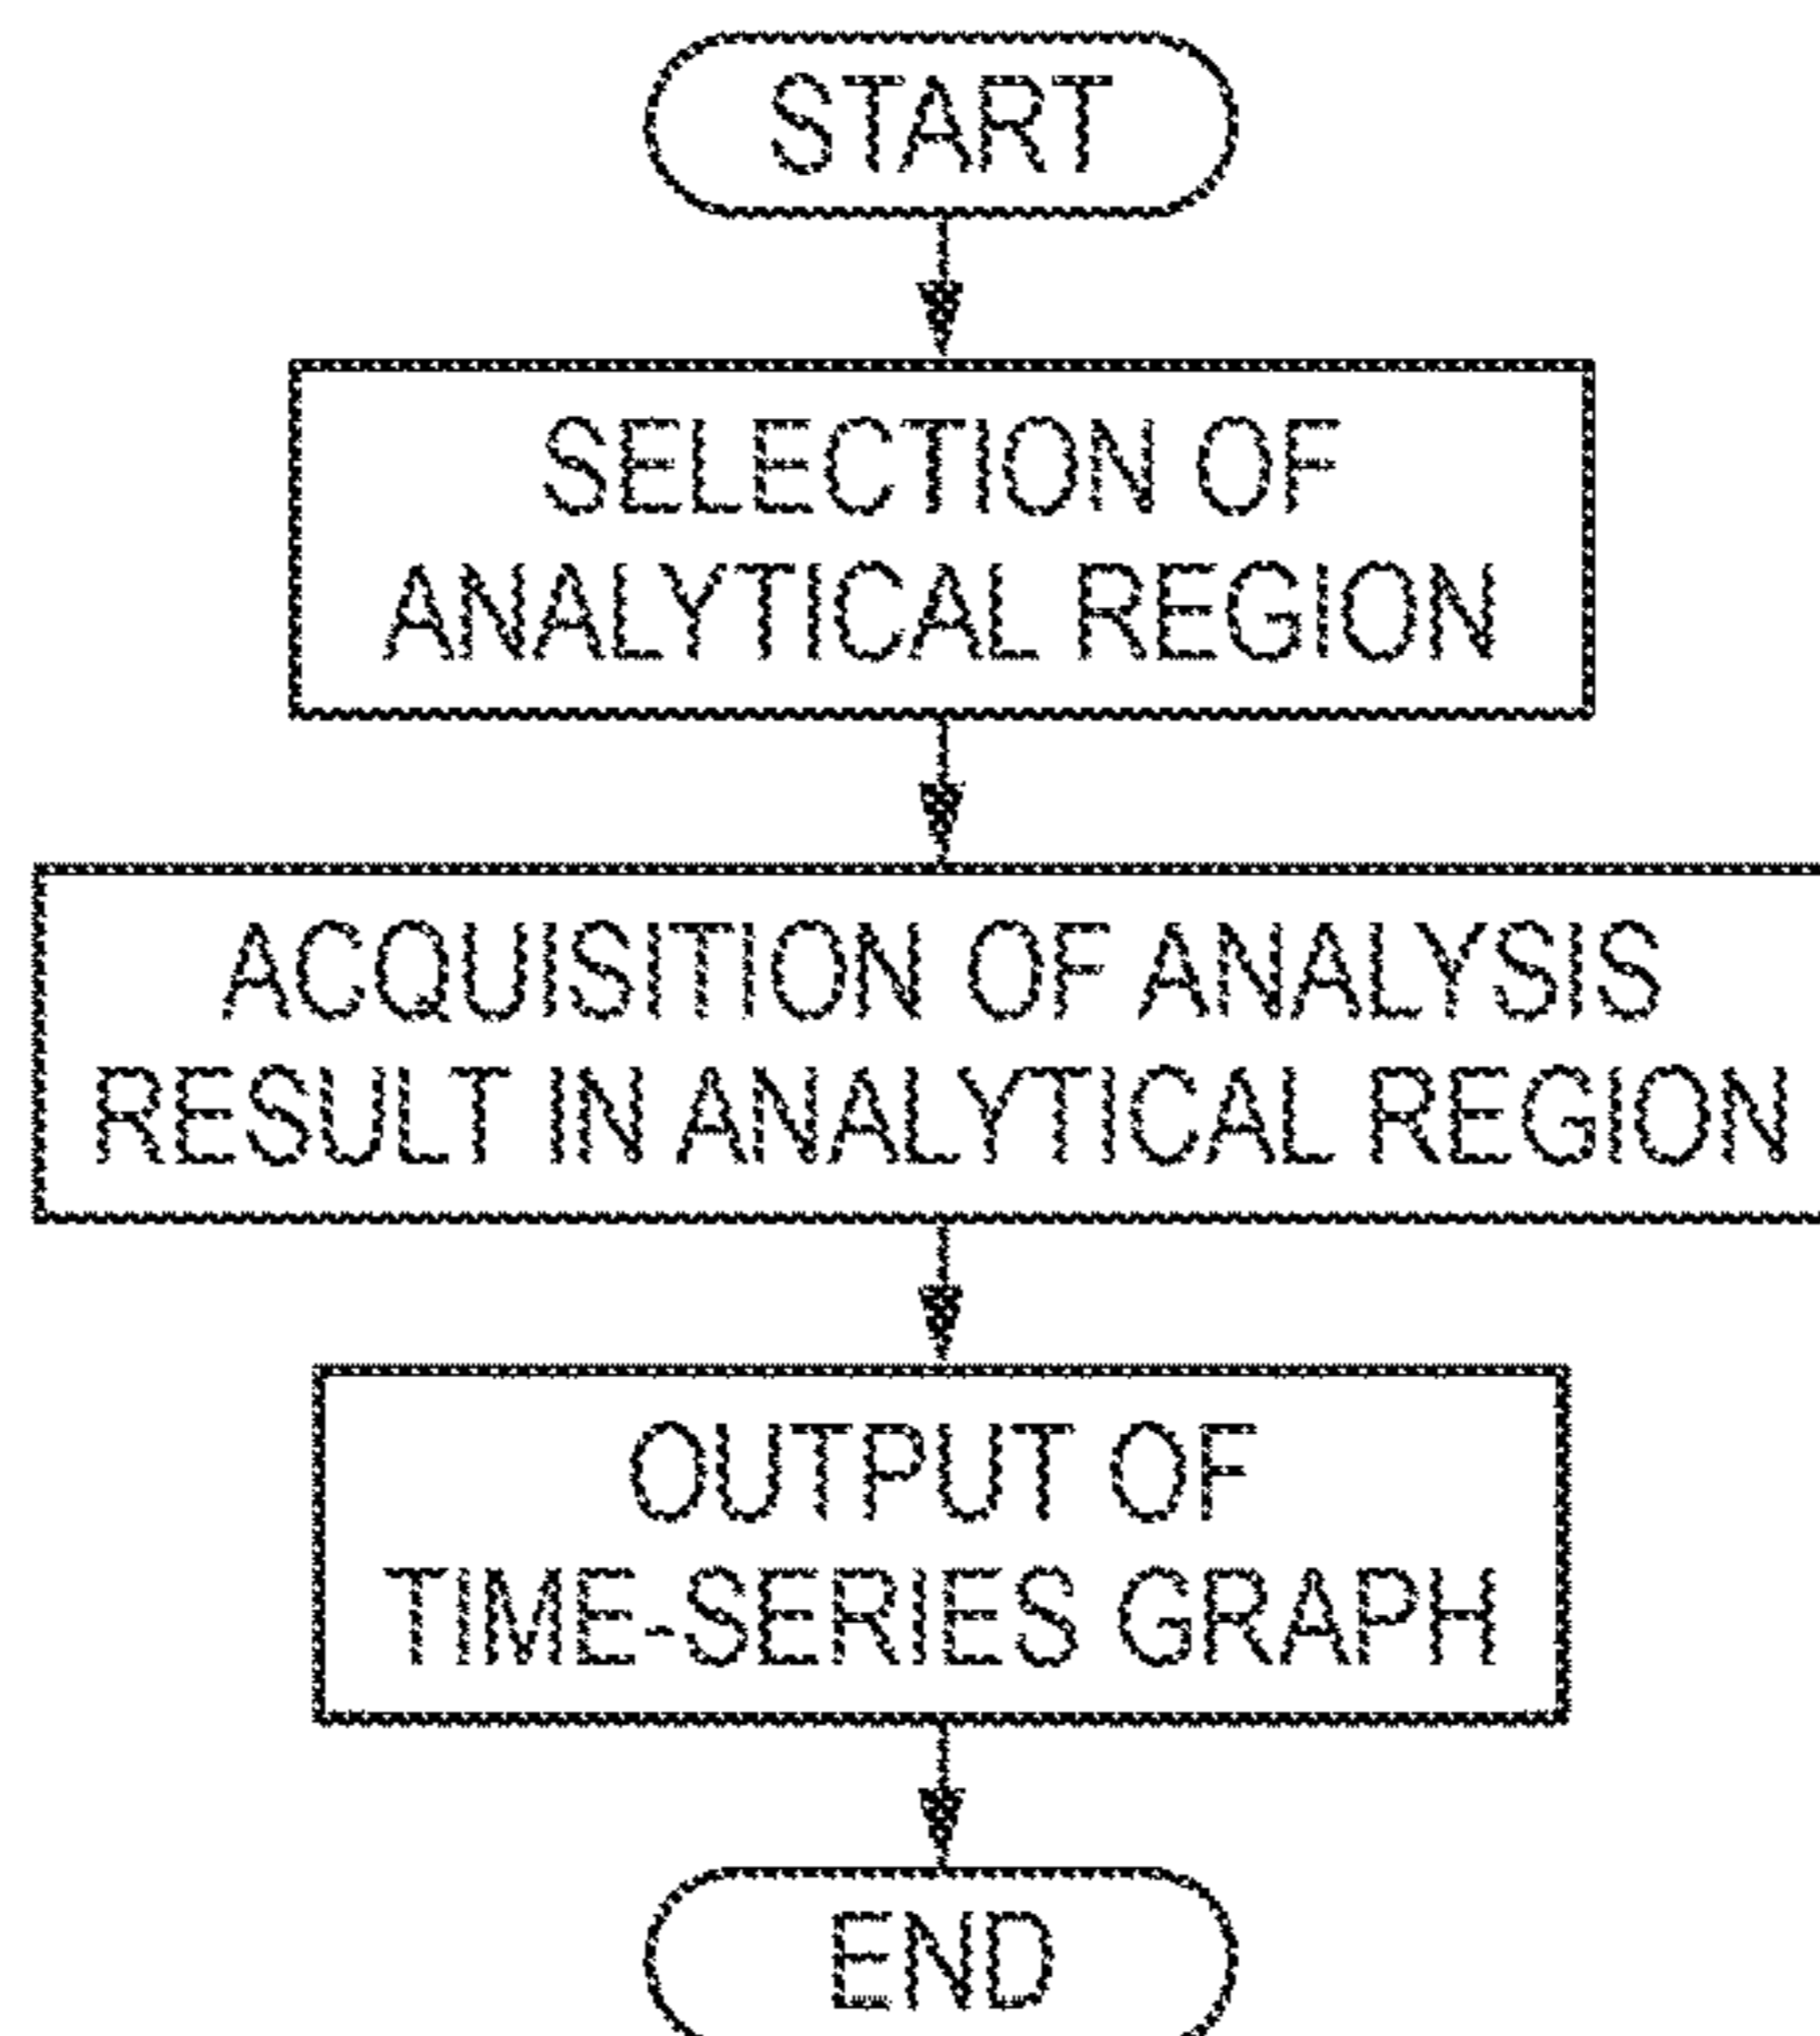 START
SELECTION OF
ANALYTICAL REGION
ACQUISITION OF ANALYSIS
RESULT IN ANALYTICAL REGION
OUTPUT OF
TIME-SERIES GRAPH
END